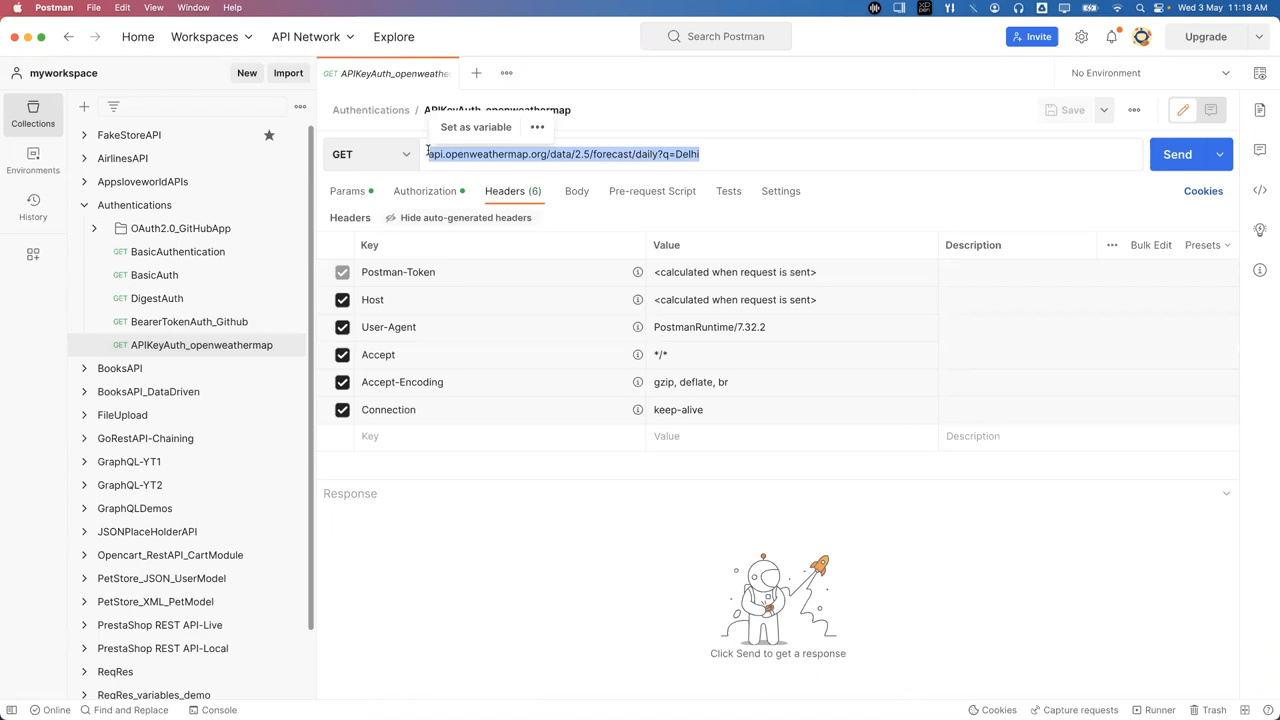 Postman File Edit View Window Help Wed 3 May 11:18 AM
Home Workspaces API Network Explore Search Postman Invite Upgrade
myworkspace New Import GET APIKeyAuth_openweathe No Environment
Collections
Environments
History
FakeStoreAPI
AirlinesAPI
AppsloveworldAPIs
Authentications
OAuth2.0_GitHubApp
GET BasicAuthentication
GET BasicAuth
GET DigestAuth
GET BearerTokenAuth_Github
GET APIKeyAuth_openweathermap
BooksAPI
BooksAPI_DataDriven
FileUpload
GoRestAPI-Chaining
GraphQL-YT1
GraphQL-YT2
GraphQLDemos
JSONPlaceHolderAPI
Opencart_RestAPI_CartModule
PetStore_JSON_UserModel
PetStore_XML_PetModel
PrestaShop REST API-Live
PrestaShop REST API-Local
ReqRes
ReqRes_variables_demo
Authentications / APIKeyAuth_openweathermap Save
Set as variable
GET api.openweathermap.org/data/2.5/forecast/daily?q=Delhi Send
Params Authorization Headers (6) Body Pre-request Script Tests Settings Cookies
Headers Hide auto-generated headers
Key Value Description Bulk Edit Presets
Postman-Token <calculated when request is sent>
Host <calculated when request is sent>
User-Agent PostmanRuntime/7.32.2
Accept */*
Accept-Encoding gzip, deflate, br
Connection keep-alive
Key Value Description
Response
Click Send to get a response
Online Find and Replace Console Cookies Capture requests Runner Trash